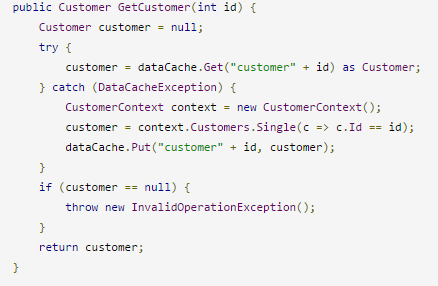 public Customer GetCustomer(int id) {
    Customer customer = null;
    try {
        customer = dataCache.Get("customer" + id) as Customer;
    } catch (DataCacheException) {
        CustomerContext context = new CustomerContext();
        customer = context.Customers.Single(c => c.Id == id);
        dataCache.Put("customer" + id, customer);
    }
    if (customer == null) {
        throw new InvalidOperationException();
    }
    return customer;
}